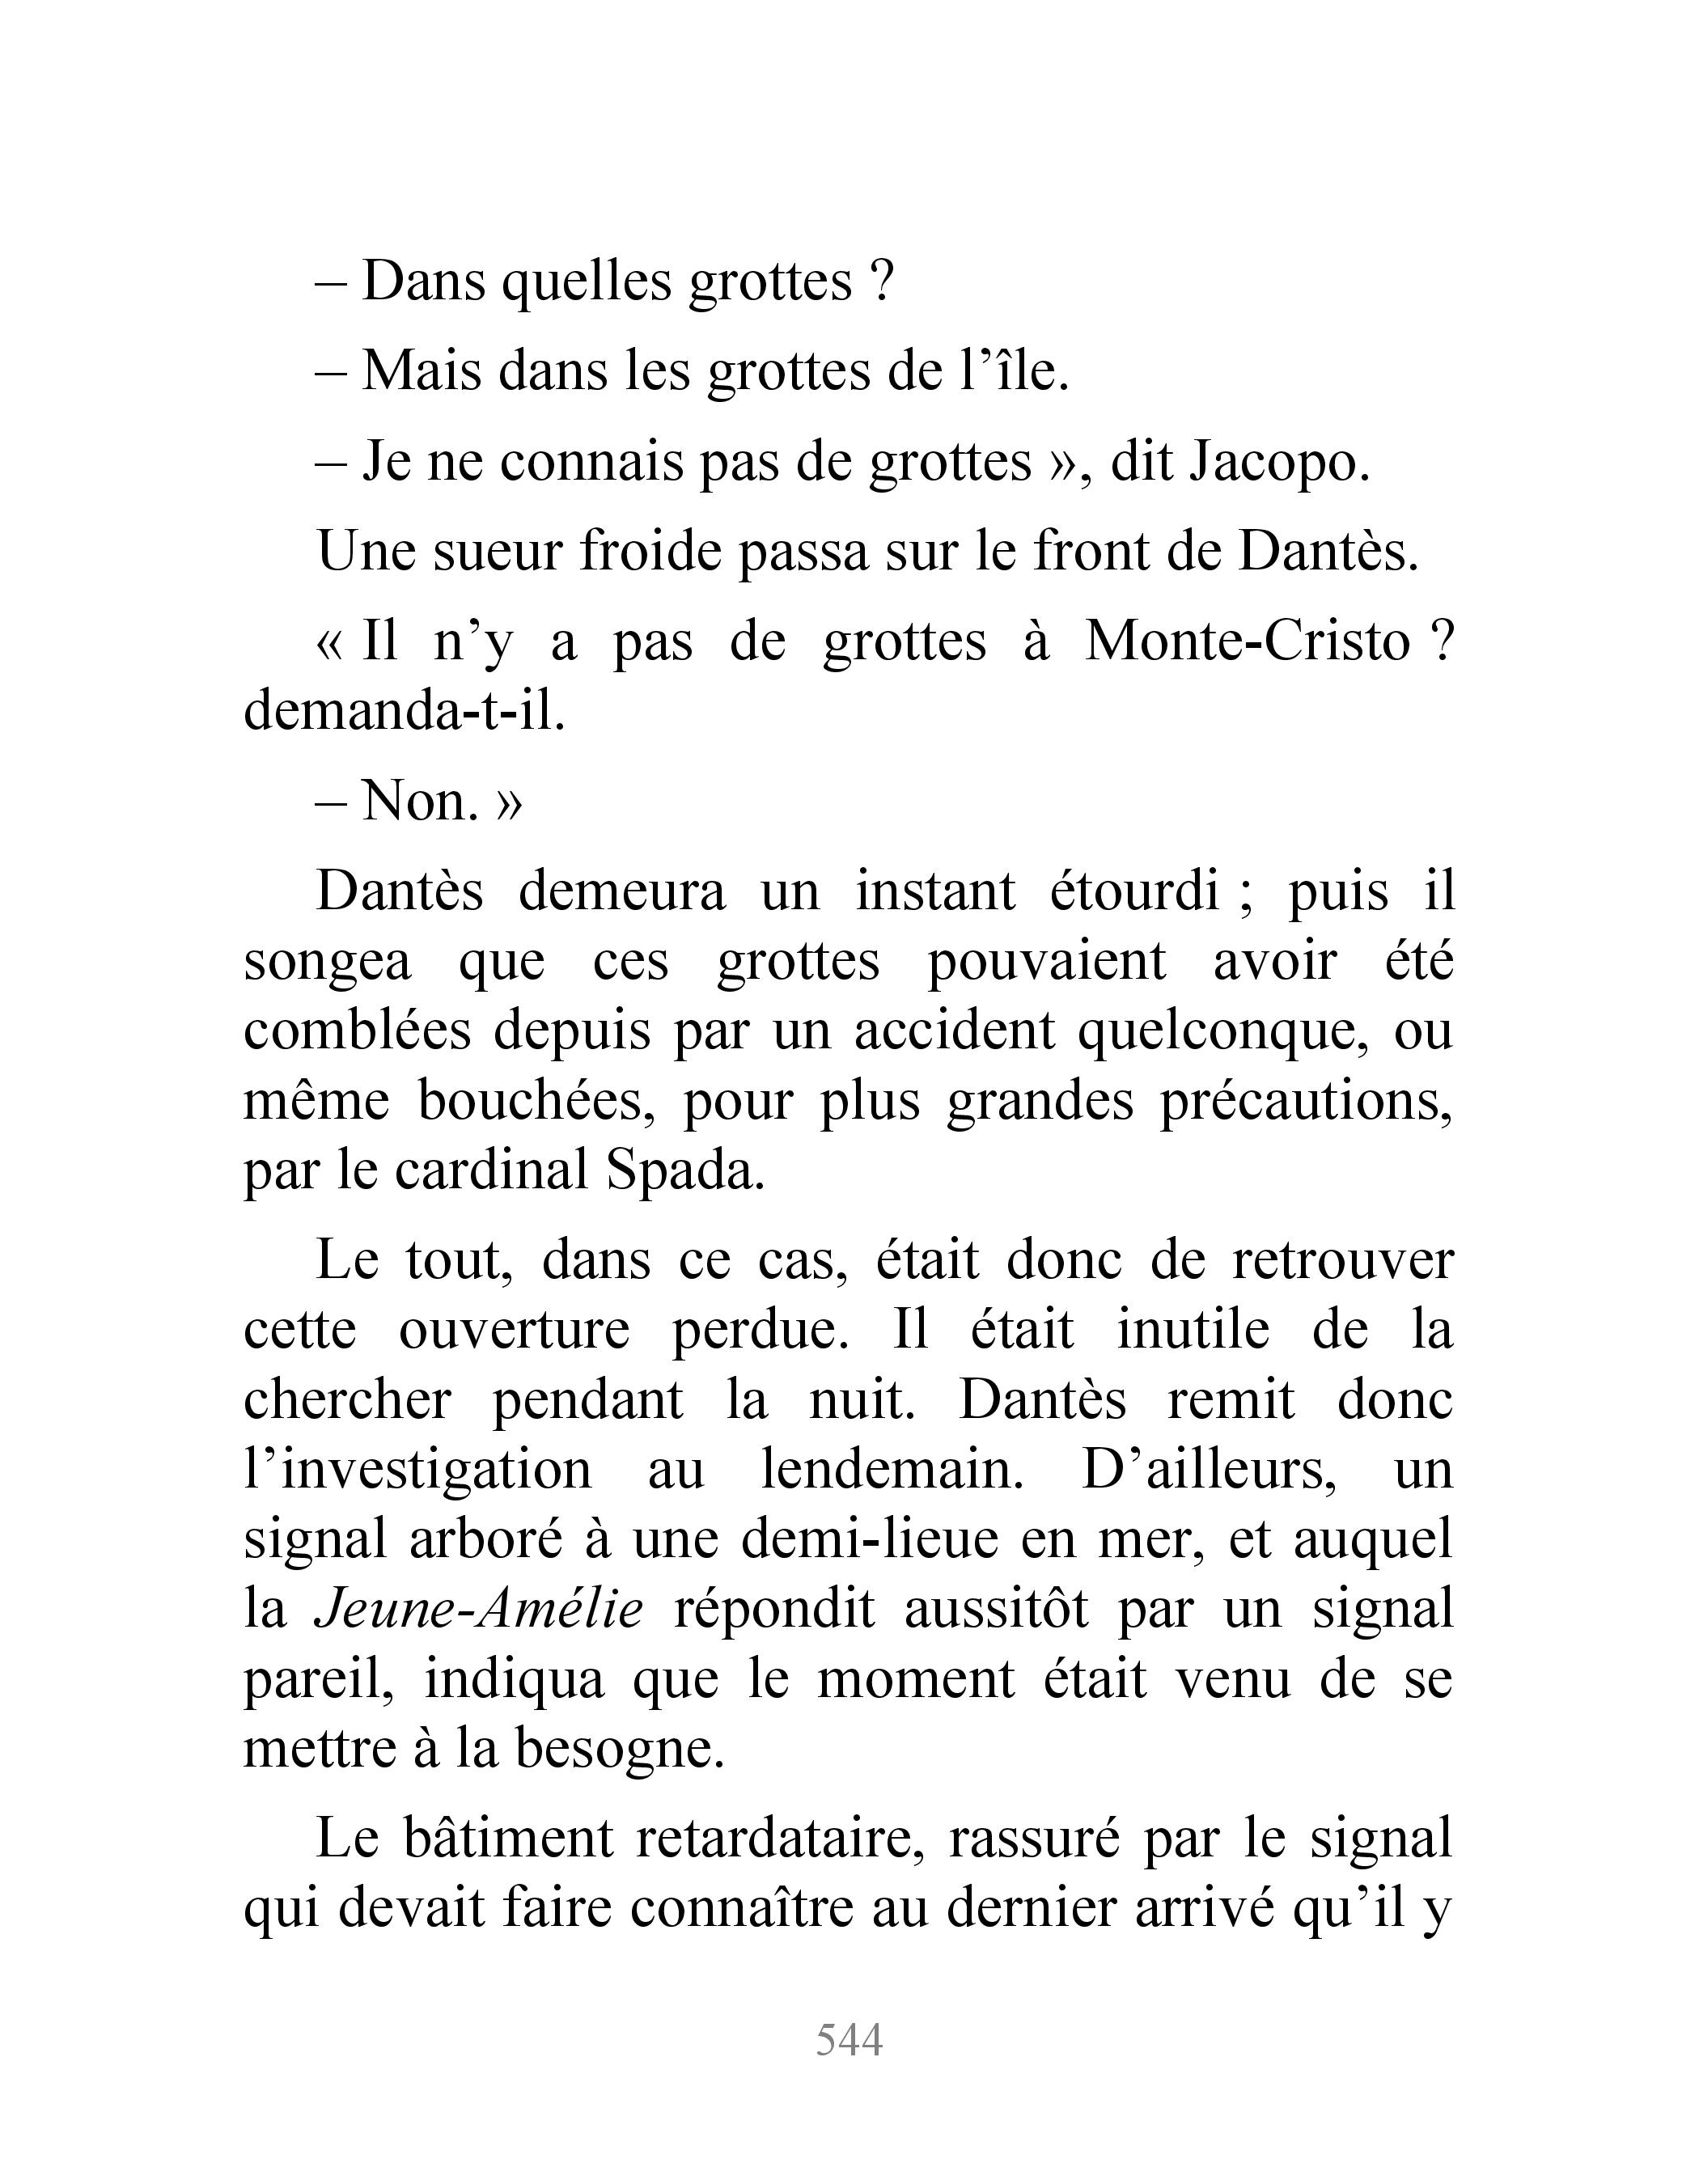 – Dans quelles grottes ?
– Mais dans les grottes de l’île.
– Je ne connais pas de grottes », dit Jacopo.
Une sueur froide passa sur le front de Dantès.
« Il n’y a pas de grottes à Monte-Cristo ?
demanda-t-il.
– Non. »
Dantès demeura un instant étourdi ; puis il
songea que ces grottes pouvaient avoir été
comblées depuis par un accident quelconque, ou
même bouchées, pour plus grandes précautions,
par le cardinal Spada.
Le tout, dans ce cas, était donc de retrouver
cette ouverture perdue. Il était inutile de la
chercher pendant la nuit. Dantès remit donc
l’investigation au lendemain. D’ailleurs, un
signal arboré à une demi-lieue en mer, et auquel
la Jeune-Amélie répondit aussitôt par un signal
pareil, indiqua que le moment était venu de se
mettre à la besogne.
Le bâtiment retardataire, rassuré par le signal
qui devait faire connaître au dernier arrivé qu’il y
544